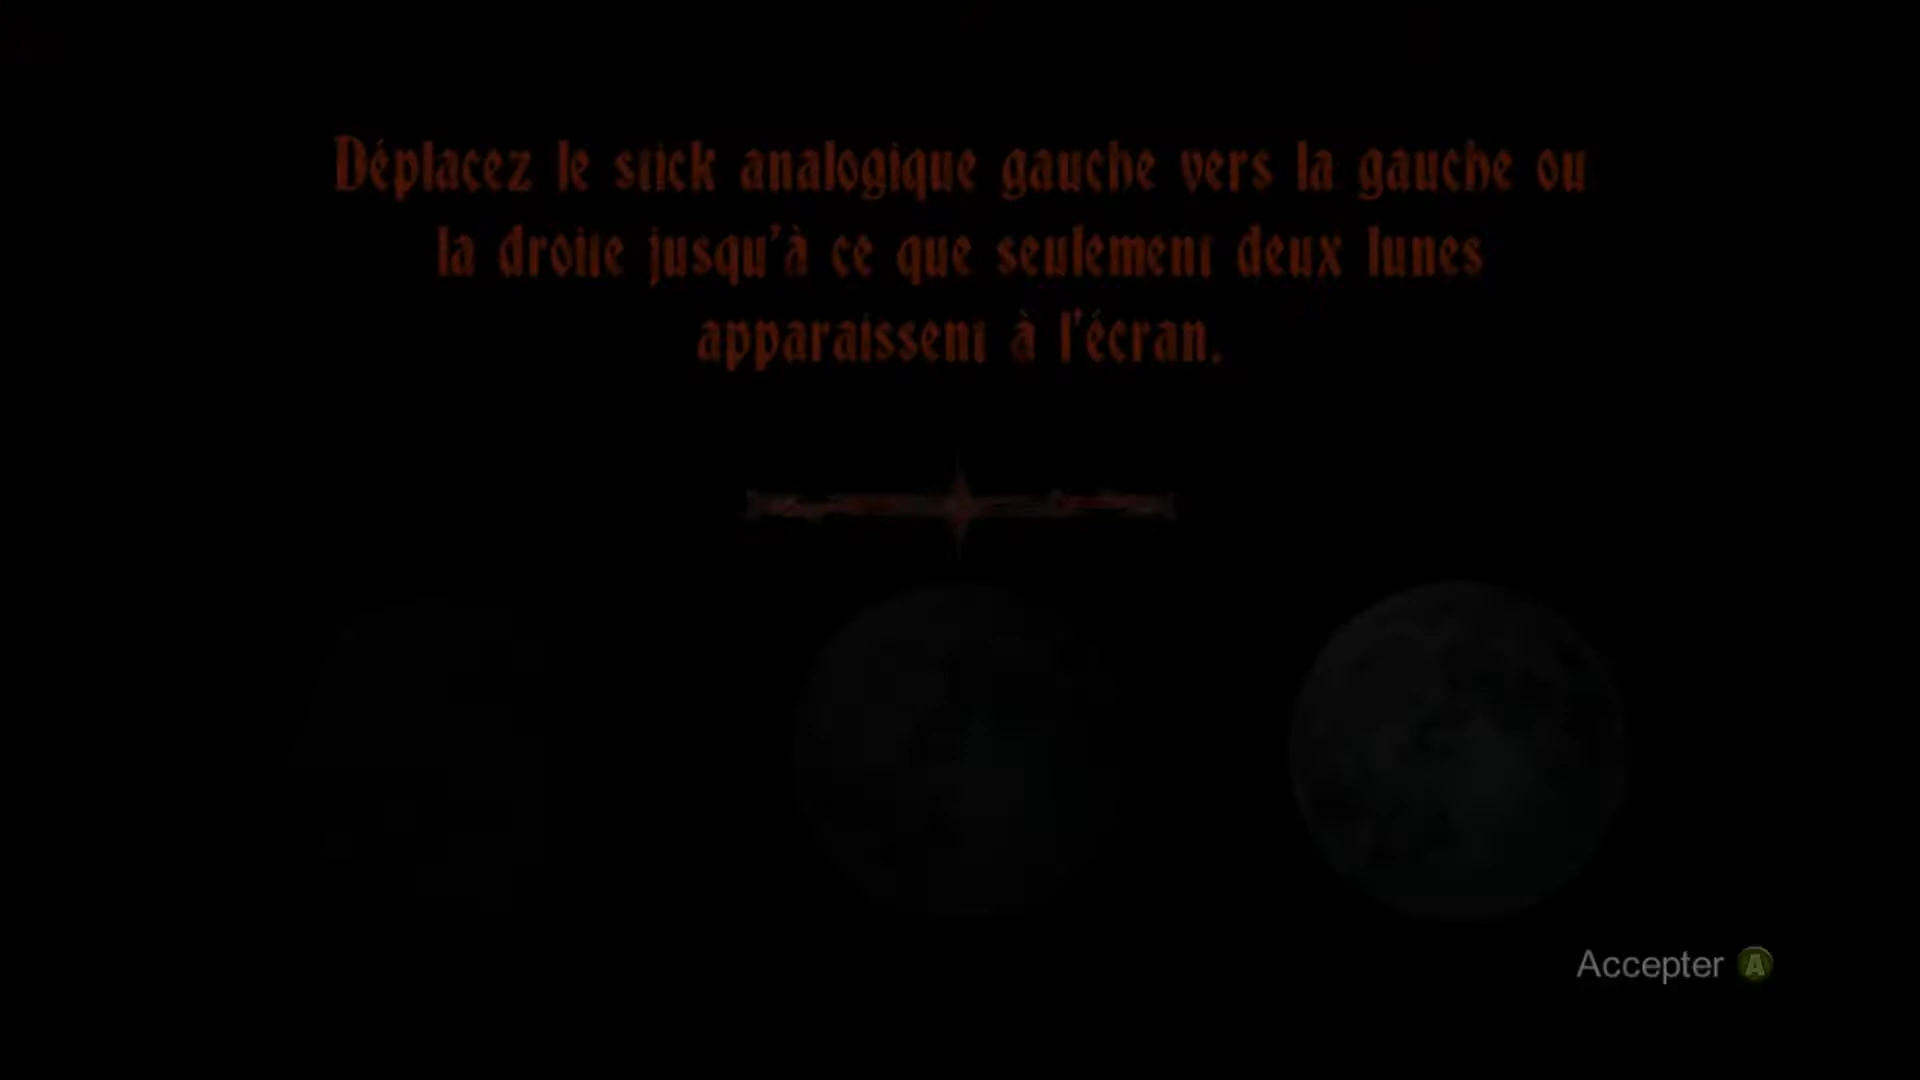 Déplacez le stick analogique gauche vers la gauche ou
la droite jusqu'à ce que seulement deux lunes
apparaissent à l'écran.
Accepter A